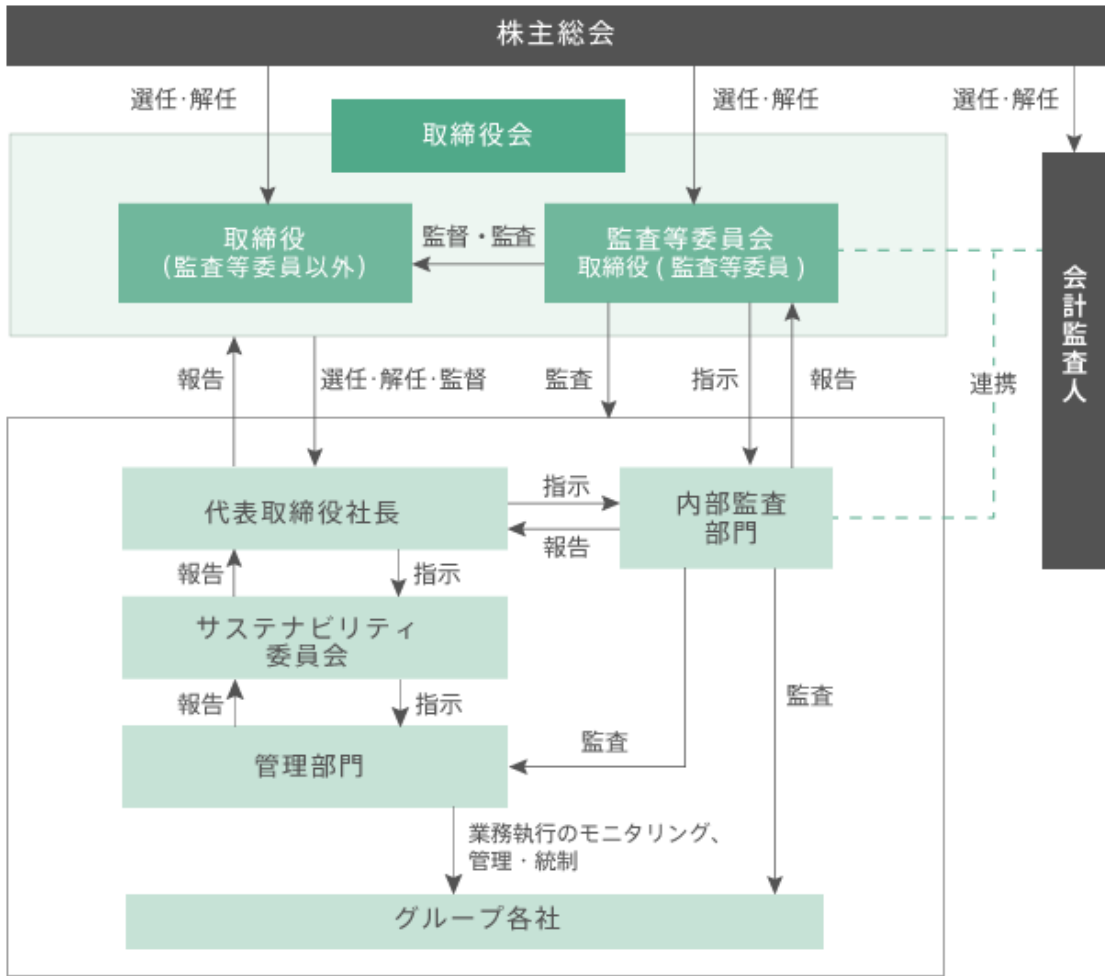 株主総会
選任・解任
選任・解任
選任・解任
取締役会
取締役
（監査等委員以外）
監督・監査
監査等委員会
取締役 ( 監査等委員 )
会計監査人
報告
選任・解任・監督
監査
指示
報告
連携
代表取締役社長
指示
報告
内部監査
部門
報告
指示
サステナビリティ
委員会
報告
指示
監査
管理部門
監査
業務執行のモニタリング、
管理・統制
グループ各社